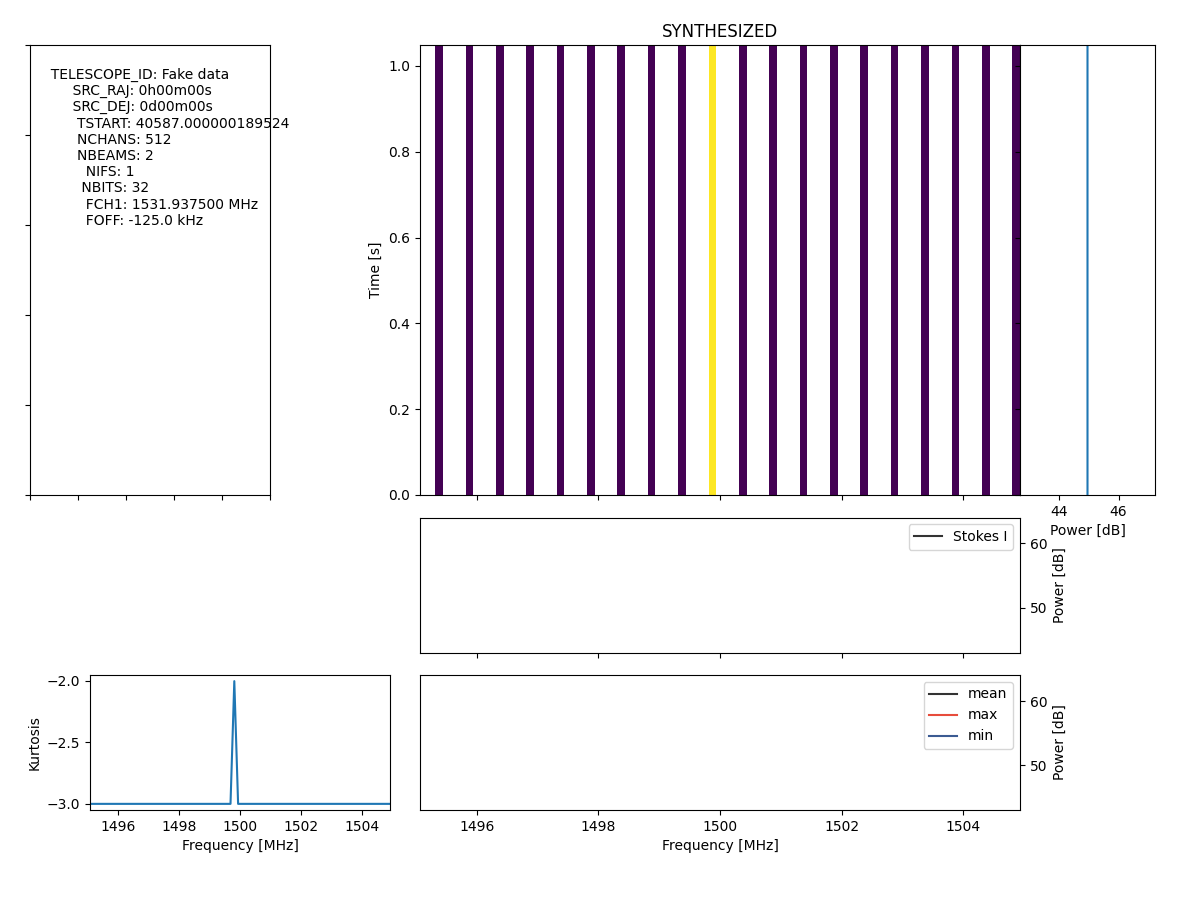 SYNTHESIZED
TELESCOPE_ID: Fake data
SRC_RAJ: 0h00m00s
SRC_DEJ: 0d00m00s
TSTART: 40587.000000189524
NCHANS: 512
NBEAMS: 2
NIFS: 1
NBITS: 32
FCH1: 1531.937500 MHz
FOFF: -125.0 kHz
Time [s]
1.0
0.8
0.6
0.4
0.2
0.0
44 46
Power [dB]
Stokes I
60
50
Power [dB]
Kurtosis
−2.0
−2.5
−3.0
1496 1498 1500 1502 1504
Frequency [MHz]
mean
max
min
60
50
Power [dB]
1496 1498 1500 1502 1504
Frequency [MHz]